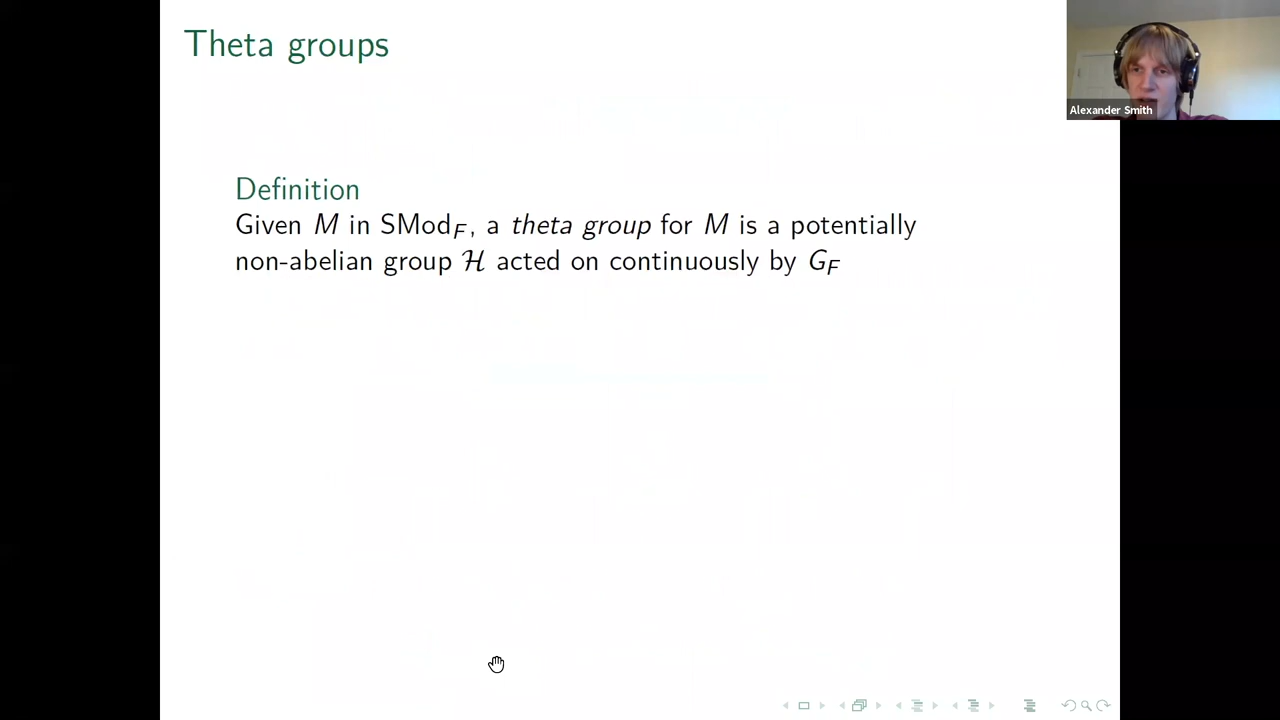 Theta groups
Alexander Smith
Definition
Given M in SMod_F, a theta group for M is a potentially
non-abelian group ℋ acted on continuously by G_F